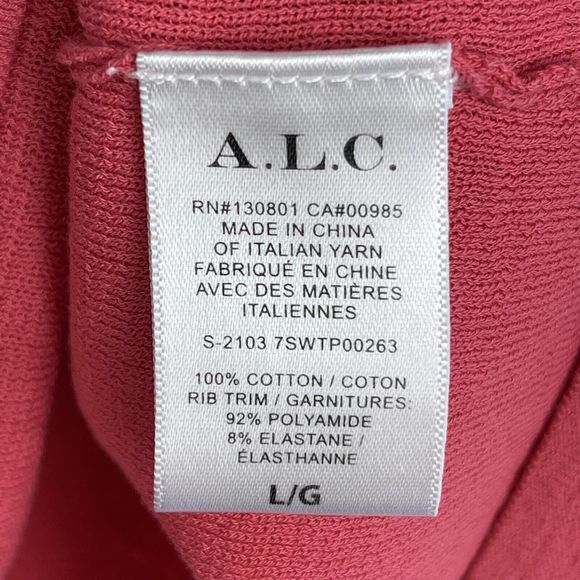 A.L.C.
RN#130801 CA#00985
MADE IN CHINA
OF ITALIAN YARN
FABRIQUÉ EN CHINE
AVEC DES MATIÈRES
ITALIENNES
S-2103 7SWTP00263
100% COTTON / COTON
RIB TRIM / GARNITURES:
92% POLYAMIDE
8% ELASTANE /
ÉLASTHANNE
L/G